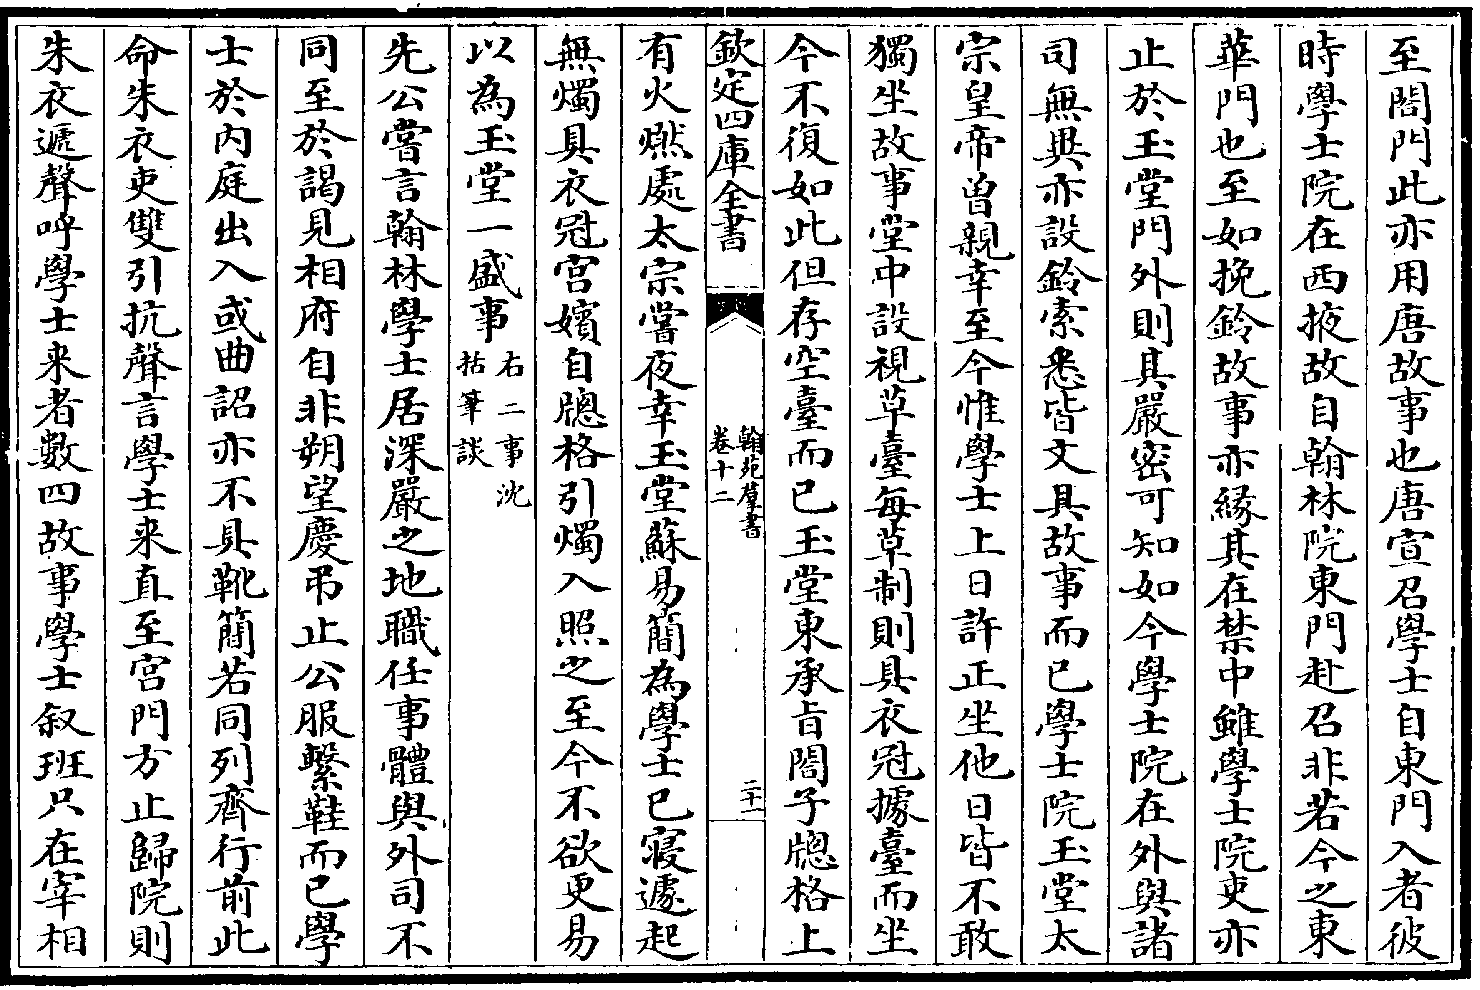 至閤門此亦用唐故事也唐宣召學士自東門入者彼
時學士院在西掖故自翰林院東門赴召非若今之東
華門也至如挽鈴故事亦緣其在禁中雖學士院吏亦
止於玉堂門外則其嚴密可知如今學士院在外與諸
司無異亦設鈴索悉皆文具故事而已學士院玉堂太
宗皇帝曽親幸至今惟學士上日許正坐他日皆不敢
獨坐故事堂中設視草臺每草制則具衣冠據臺而坐
今不復如此但存空臺而已玉堂東承旨閤子牕格上
欽定四庫全書
翰苑羣書
卷十二
二十一
有火燃處太宗嘗夜幸玉堂蘇易簡為學士已寢遽起
無燭具衣冠宮嬪自牕格引燭入照之至今不欲更易
以為玉堂一盛事右二事沈
括筆談
先公嘗言翰林學士居深嚴之地職任事體與外司不
同至於謁見相府自非朔望慶弔止公服繫鞋而已學
士於內庭出入或曲詔亦不具靴簡若同列齊行前此
命朱衣吏雙引抗聲言學士来直至宮門方止歸院則
朱衣遞聲呼學士来者數四故事學士叙班只在宰相